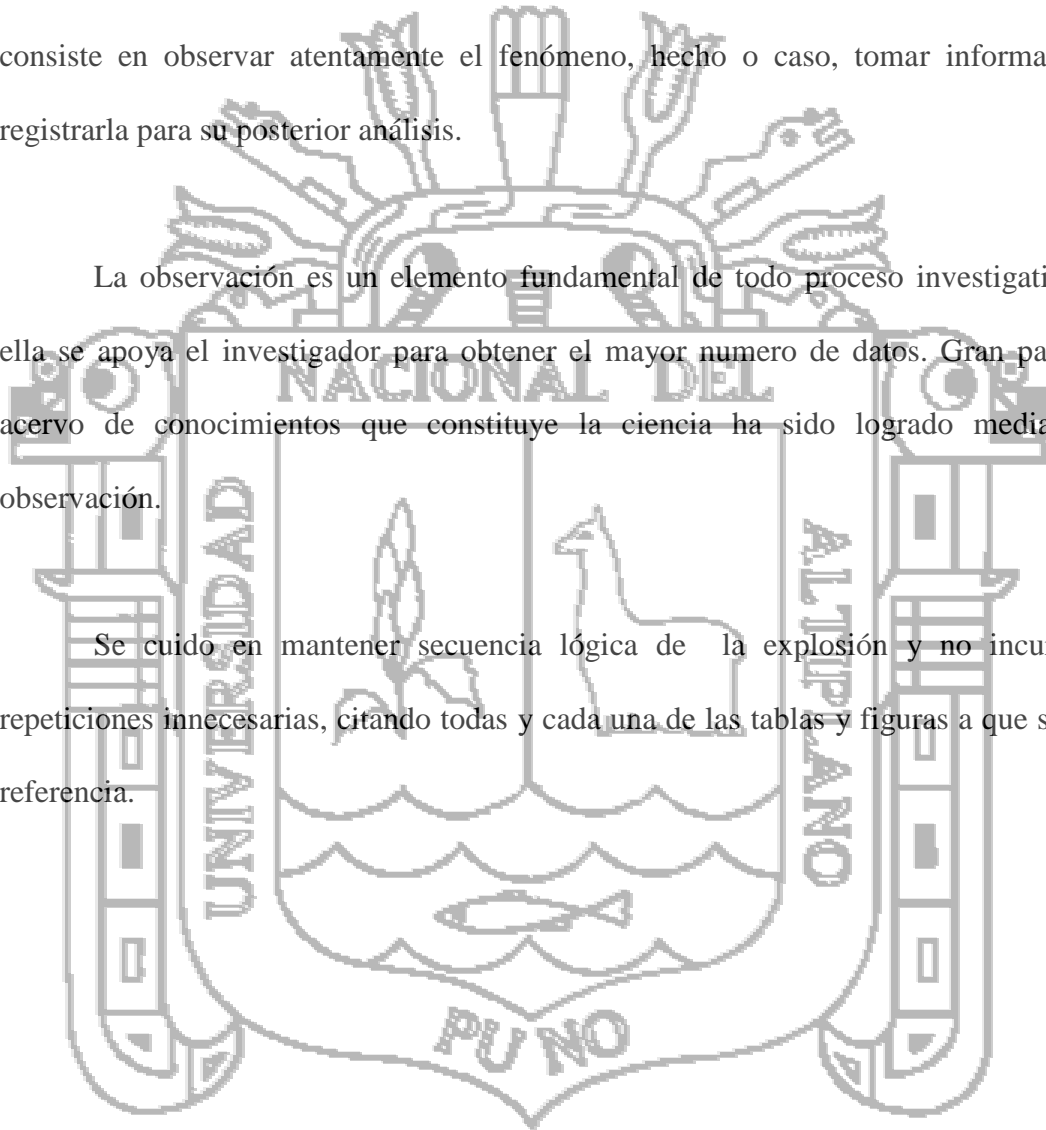 consiste en observar atentamente el fenómeno, hecho o caso, tomar informa
registrarla para su posterior análisis.
La observación es un elemento fundamental de todo proceso investigati
ella se apoya el investigador para obtener el mayor numero de datos. Gran pa
NACIONAL DEL
acervo de conocimientos que constituye la ciencia ha sido logrado media
observación.
UNIVERSIDAD
ALTIPLANO
Se cuido en mantener secuencia lógica de la explosión y no incu
repeticiones innecesarias, citando todas y cada una de las tablas y figuras a que s
referencia.
PUNO